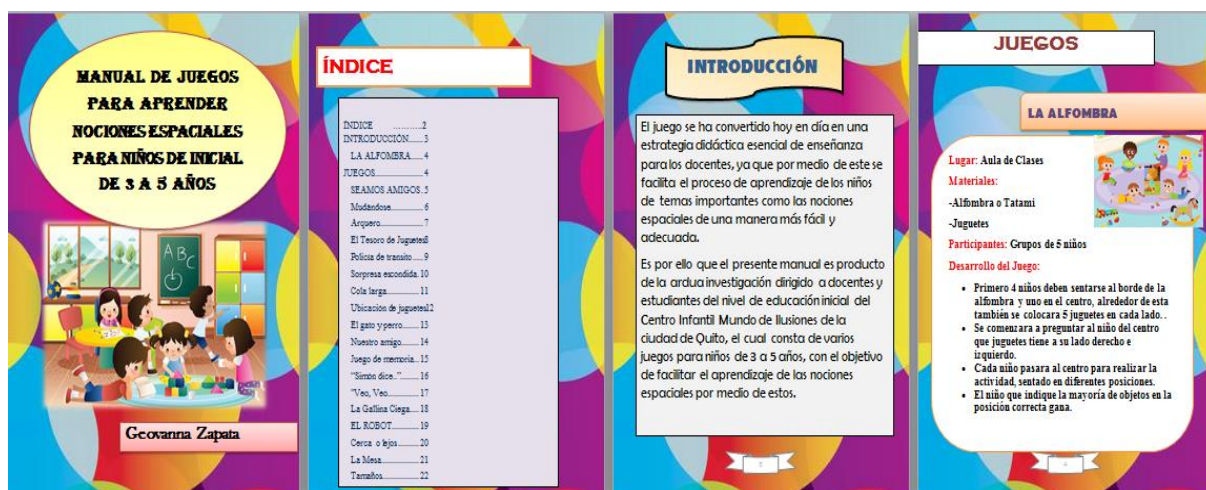 MANUAL DE JUEGOS
PARA APRENDER
NOCIONES ESPACIALES
PARA NIÑOS DE INICIAL
DE 3 A 5 AÑOS
A B C
Geovanna Zapata
ÍNDICE
ÍNDICE ............2
INTRODUCCIÓN...... 3
LA ALFOMBRA...... 4
JUEGOS.................... 4
SEAMOS AMIGOS. 5
Mudándose............... 6
Arquero.................... 7
El Tesoro de Juguetes8
Policía de transito ..... 9
Sorpresa escondida. 10
Cola larga............... 11
Ubicación de juguetes12
El gato y perro........ 13
Nuestro amigo........ 14
Juego de memoria.. 15
"Simón dice.."........ 16
"Veo, Veo.............. 17
La Gallina Ciega.... 18
EL ROBOT............ 19
Cerca o lejos.......... 20
La Mesa................. 21
Tamaños................ 22
INTRODUCCIÓN
El juego se ha convertido hoy en día en una
estrategia didáctica esencial de enseñanza
para los docentes, ya que por medio de este se
facilita el proceso de aprendizaje de los niños
de temas importantes como las nociones
espaciales de una manera más fácil y
adecuada.
Es por ello que el presente manual es producto
de la ardua investigación dirigido a docentes y
estudiantes del nivel de educación inicial del
Centro Infantil Mundo de Ilusiones de la
ciudad de Quito, el cual consta de varios
juegos para niños de 3 a 5 años, con el objetivo
de facilitar el aprendizaje de las nociones
espaciales por medio de estos.
3
JUEGOS
LA ALFOMBRA
Lugar: Aula de Clases
Materiales:
-Alfombra o Tatami
-Juguetes
Participantes: Grupos de 5 niños
Desarrollo del Juego:
• Primero 4 niños deben sentarse al borde de la
alfombra y uno en el centro, alrededor de esta
también se colocara 5 juguetes en cada lado..
• Se comenzara a preguntar al niño del centro
que juguetes tiene a su lado derecho e
izquierdo.
• Cada niño pasara al centro para realizar la
actividad, sentado en diferentes posiciones.
• El niño que indique la mayoría de objetos en la
posición correcta gana.
4